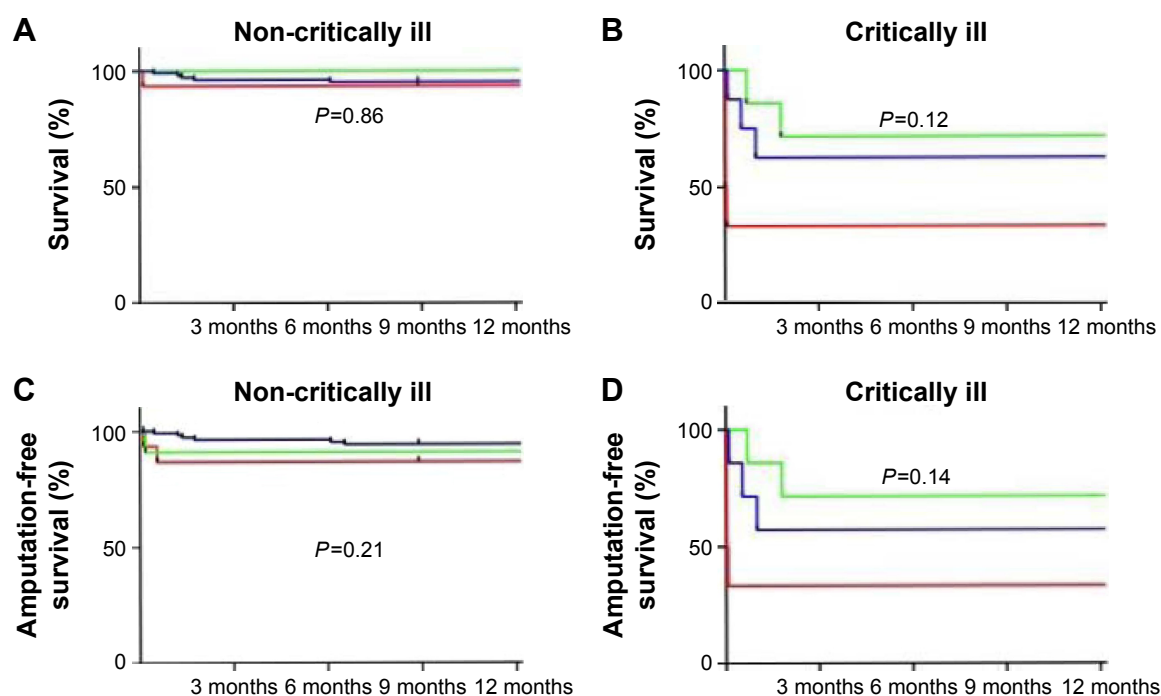 A
Non-critically ill
Survival (%)
100
50
0
P=0.86
3 months 6 months 9 months 12 months
B
Critically ill
Survival (%)
100
50
0
P=0.12
3 months 6 months 9 months 12 months
C
Non-critically ill
Amputation-free
survival (%)
100
50
0
P=0.21
3 months 6 months 9 months 12 months
D
Critically ill
Amputation-free
survival (%)
100
50
0
P=0.14
3 months 6 months 9 months 12 months